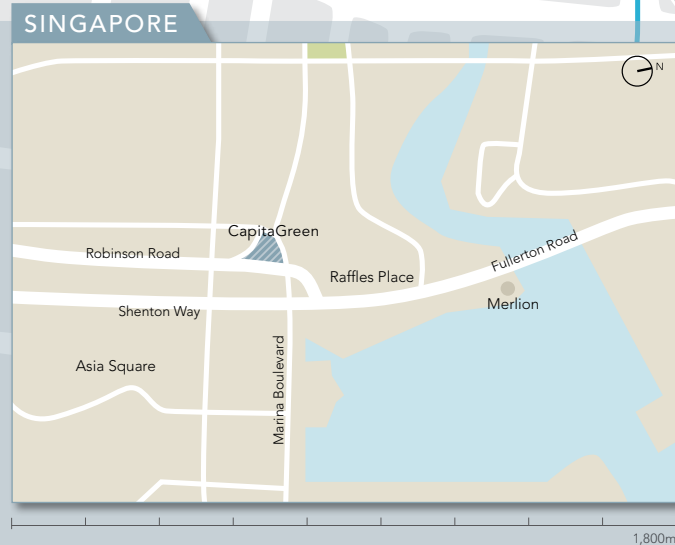 SINGAPORE
N
CapitaGreen
Robinson Road
Fullerton Road
Raffles Place
Merlion
Shenton Way
Asia Square
Marina Boulevard
1,800m